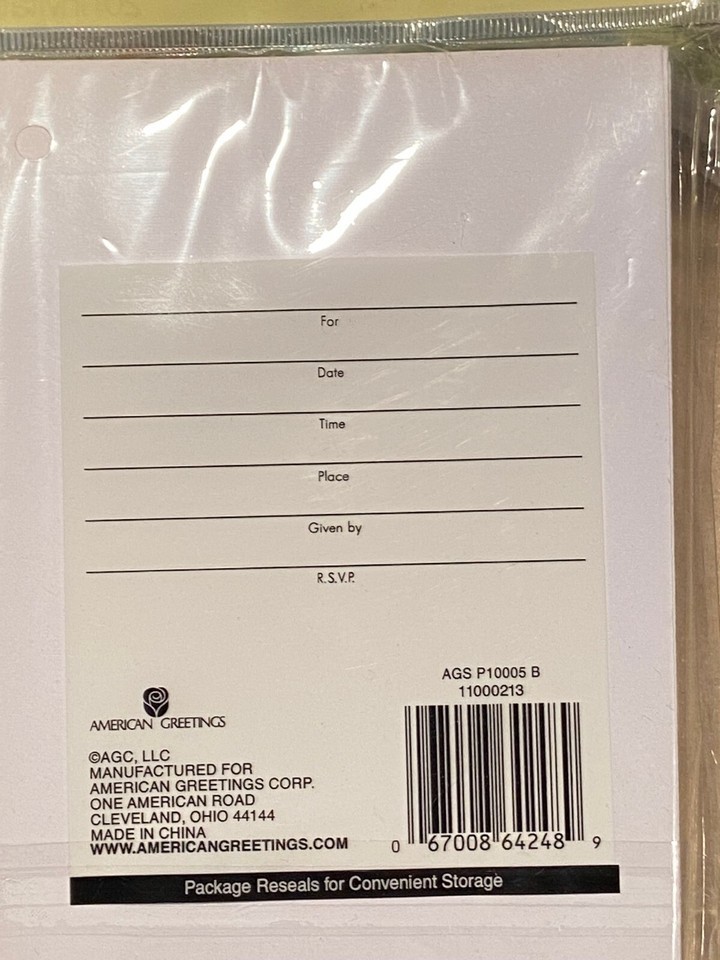 For
Date
Time
Place
Given by
R.S.V.P.
AGS P10005 B
11000213
AMERICAN GREETINGS
©AGC, LLC
MANUFACTURED FOR
AMERICAN GREETINGS CORP.
ONE AMERICAN ROAD
CLEVELAND, OHIO 44144
MADE IN CHINA
WWW.AMERICANGREETINGS.COM
0 67008 64248 9
Package Reseals for Convenient Storage